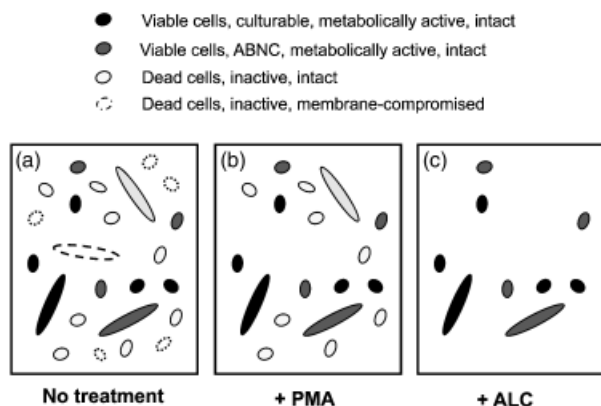 Viable cells, culturable, metabolically active, intact
Viable cells, ABNC, metabolically active, intact
Dead cells, inactive, intact
Dead cells, inactive, membrane-compromised
(a) (b) (c)
No treatment + PMA + ALC